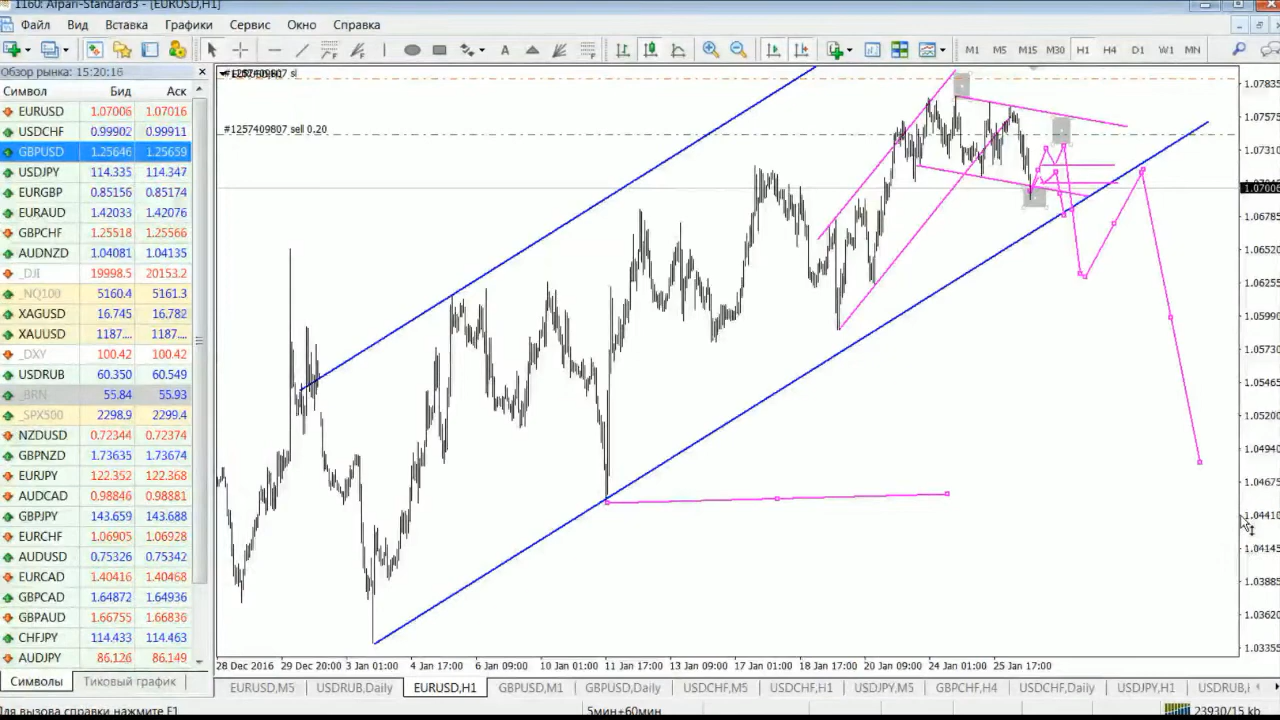 1160: Alpari-Standard3 - [EURUSD,H1]
Файл Вид Вставка Графики Сервис Окно Справка
M1 M5 M15 M30 H1 H4 D1 W1 MN
Обзор рынка: 15:20:16
Символ Бид Аск
EURUSD 1.07006 1.07016
USDCHF 0.99902 0.99911
GBPUSD 1.25646 1.25659
USDJPY 114.335 114.347
EURGBP 0.85156 0.85174
EURAUD 1.42033 1.42076
GBPCHF 1.25518 1.25566
AUDNZD 1.04081 1.04135
_DJI 19998.5 20153.2
_NQ100 5160.4 5161.3
XAGUSD 16.745 16.782
XAUUSD 1187.... 1187....
_DXY 100.42 100.42
USDRUB 60.350 60.549
_BRN 55.84 55.93
_SPX500 2298.9 2299.4
NZDUSD 0.72344 0.72374
GBPNZD 1.73635 1.73674
EURJPY 122.352 122.368
AUDCAD 0.98846 0.98881
GBPJPY 143.659 143.688
EURCHF 1.06905 1.06928
AUDUSD 0.75326 0.75342
EURCAD 1.40416 1.40468
GBPCAD 1.64872 1.64936
GBPAUD 1.66755 1.66836
CHFJPY 114.433 114.463
AUDJPY 86.126 86.149
Символы Тиковый график
#1257409807 sell 0.20
1.07835
1.07575
1.07310
1.07006
1.06785
1.06520
1.06255
1.05990
1.05730
1.05465
1.05200
1.04940
1.04675
1.04410
1.04145
1.03885
1.03620
1.03355
28 Dec 2016 29 Dec 20:00 3 Jan 01:00 4 Jan 17:00 6 Jan 09:00 10 Jan 01:00 11 Jan 17:00 13 Jan 09:00 17 Jan 01:00 18 Jan 17:00 20 Jan 09:00 24 Jan 01:00 25 Jan 17:00
EURUSD,M5 USDRUB.Daily EURUSD,H1 GBPUSD,M1 GBPUSD,Daily USDCHF,M5 USDCHF,H1 USDJPY,M5 GBPCHF,H4 USDCHF,Daily USDJPY,H1 USDRUB,
Для вызова справки нажмите F1 5мин+60мин 23930/15 kb